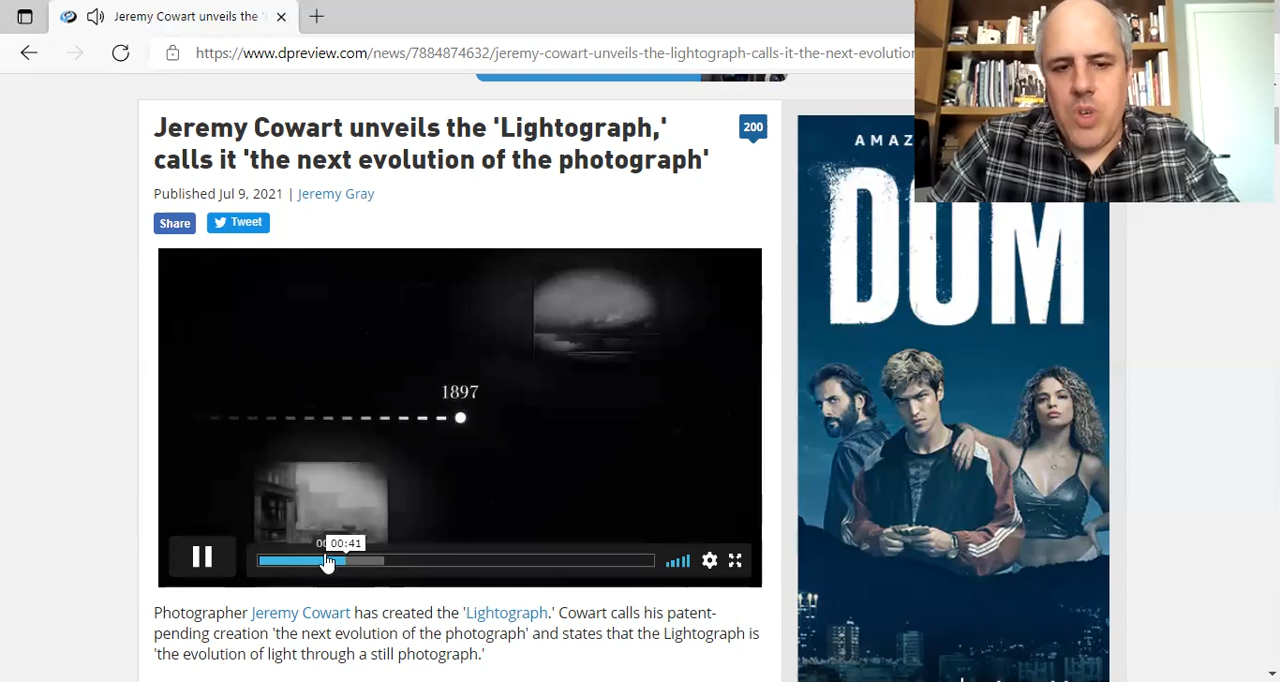 Jeremy Cowart unveils the '
https://www.dpreview.com/news/7884874632/jeremy-cowart-unveils-the-lightograph-calls-it-the-next-evolution
Jeremy Cowart unveils the 'Lightograph,'
calls it 'the next evolution of the photograph'
200
Published Jul 9, 2021 | Jeremy Gray
Share
Tweet
1897
00:41
Photographer Jeremy Cowart has created the 'Lightograph.' Cowart calls his patent-
pending creation 'the next evolution of the photograph' and states that the Lightograph is
'the evolution of light through a still photograph.'
AMAZ
DOM